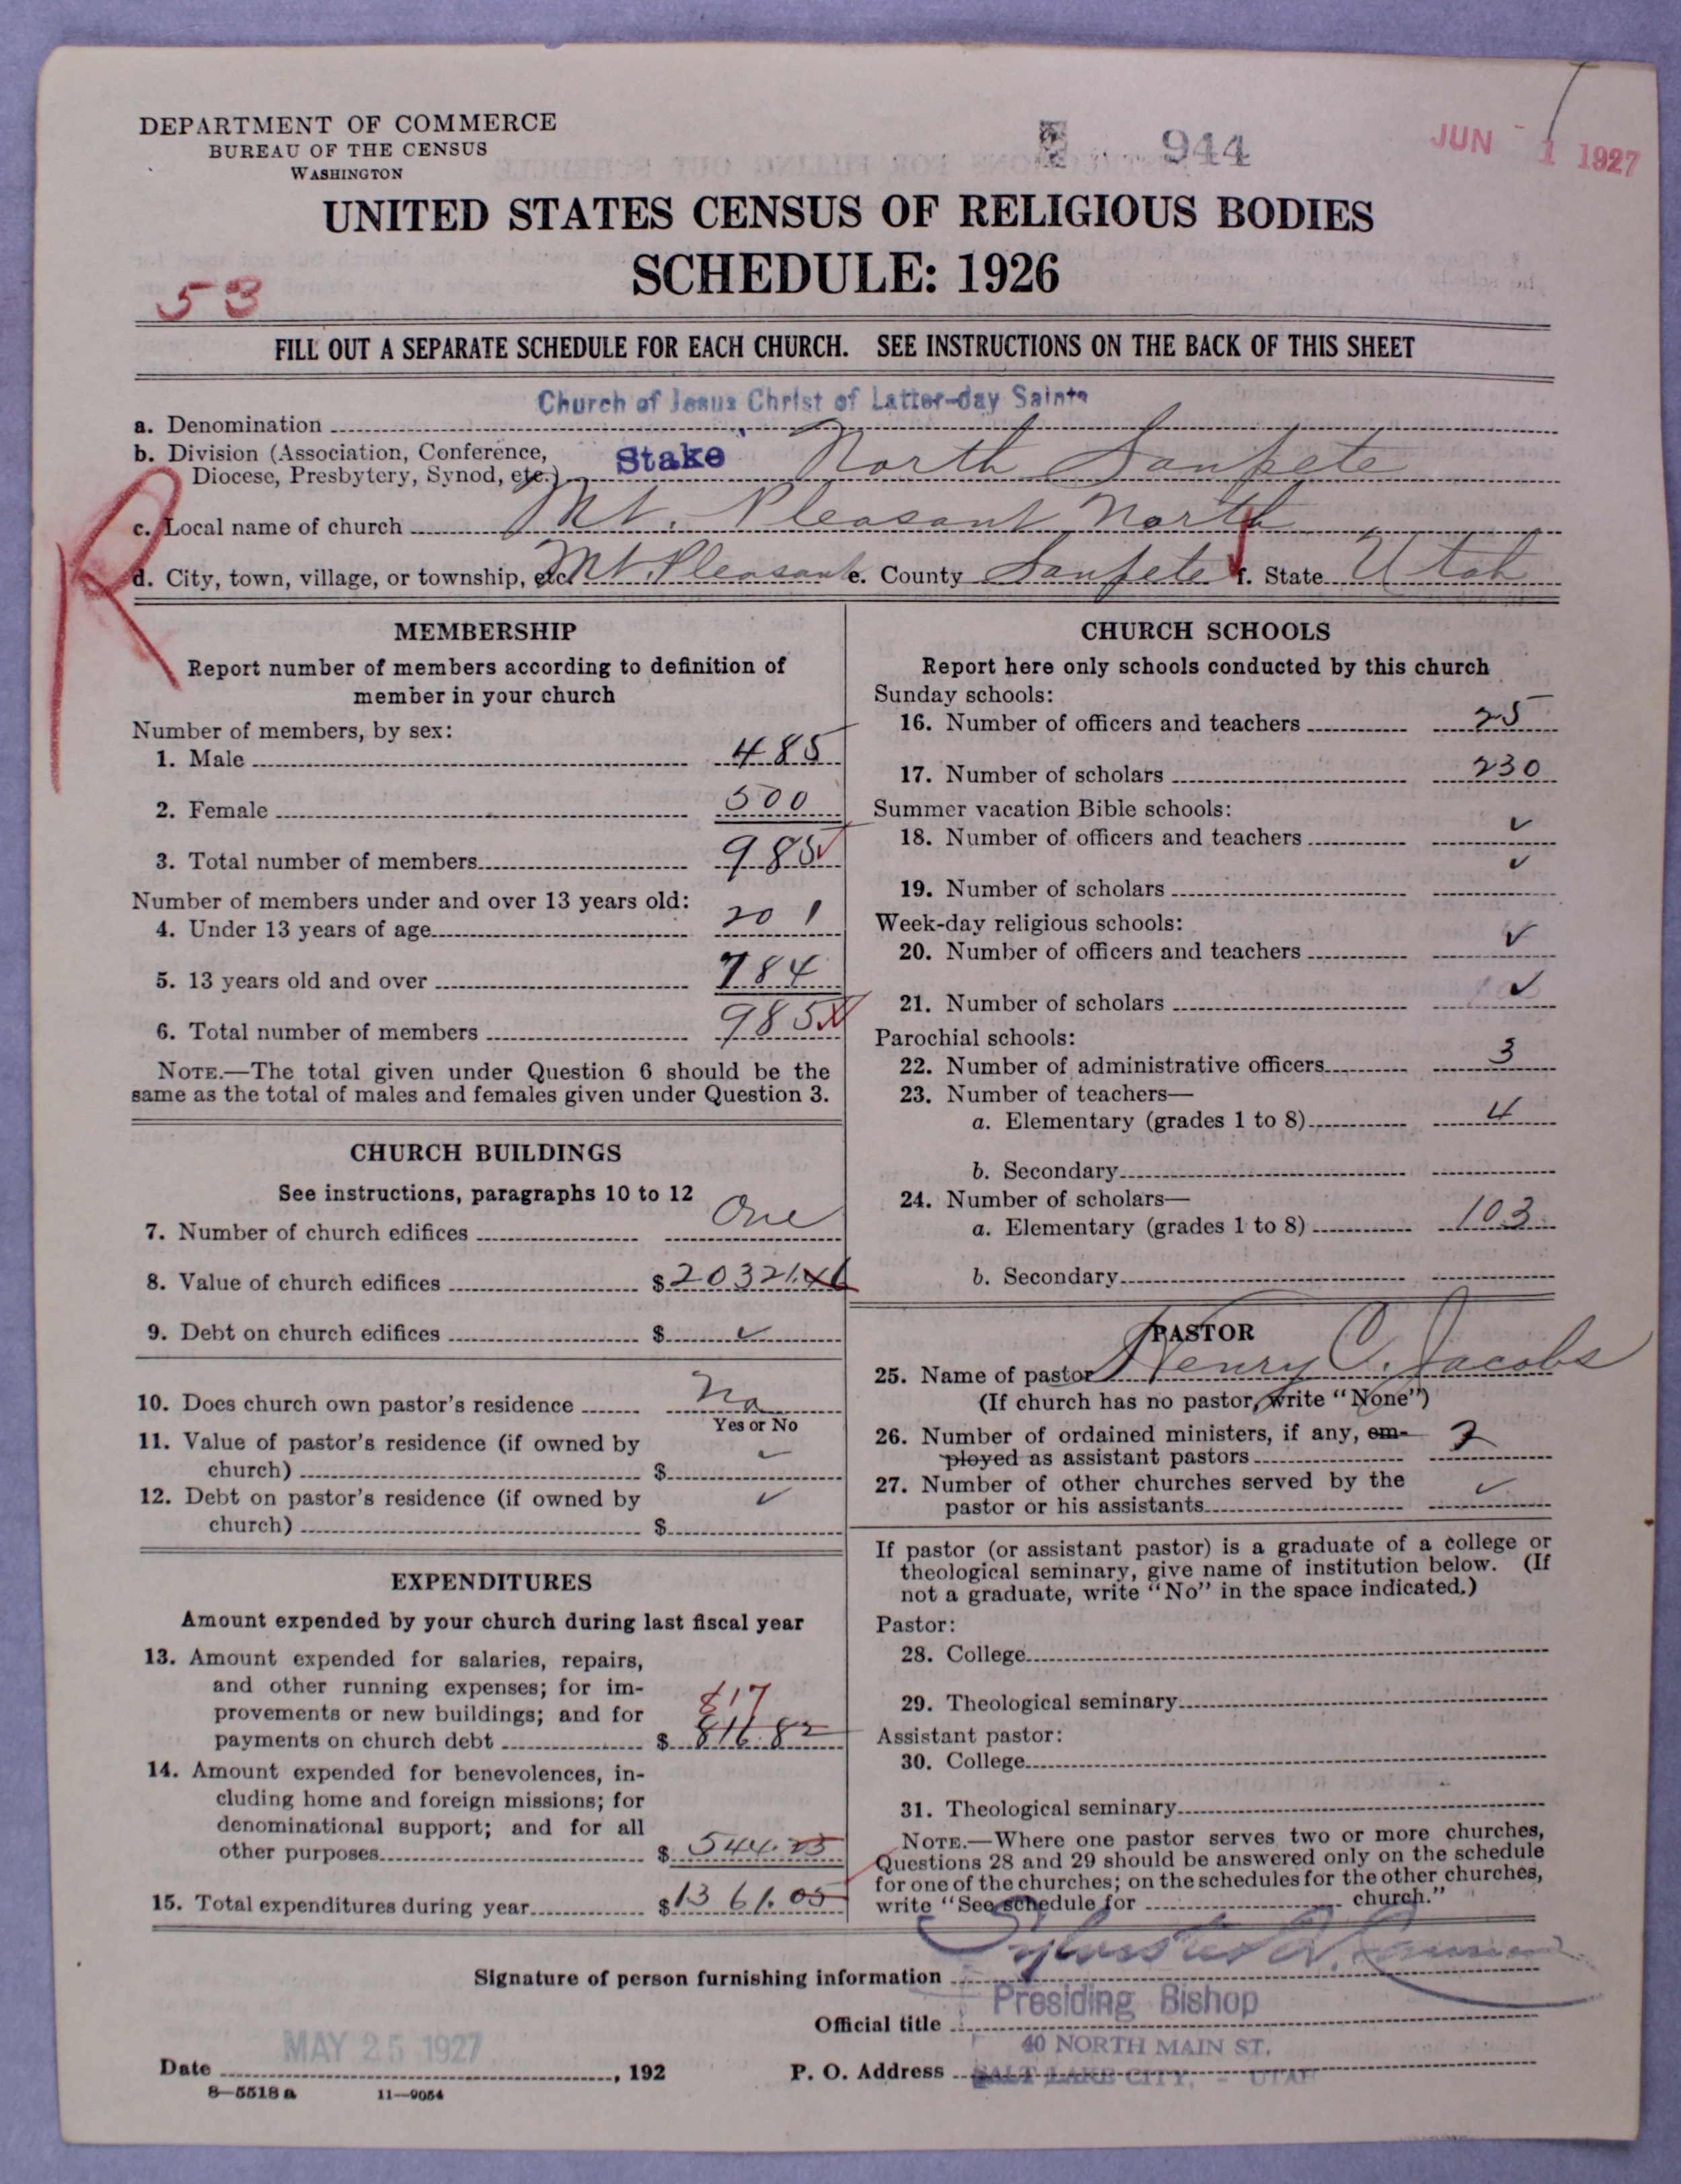 DEPARTMENT OF COMMERCE
BUREAU OF THE CENSUS
WASHINGTON
944
JUN - 1 1927
UNITED STATES CENSUS OF RELIGIOUS BODIES
SCHEDULE: 1926
53
FILL OUT A SEPARATE SCHEDULE FOR EACH CHURCH. SEE INSTRUCTIONS ON THE BACK OF THIS SHEET
a. Denomination Church of Jesus Christ of Latter-day Saints
b. Division (Association, Conference,
Diocese, Presbytery, Synod, etc.) Stake North Sanpete
c. Local name of church Mt. Pleasant North
d. City, town, village, or township, etc. Mt. Pleasant e. County Sanpete f. State Utah
R
MEMBERSHIP
Report number of members according to definition of
member in your church
Number of members, by sex:
1. Male 485
2. Female 500
3. Total number of members 985
Number of members under and over 13 years old:
4. Under 13 years of age 201
5. 13 years old and over 784
6. Total number of members 985
NOTE.—The total given under Question 6 should be the
same as the total of males and females given under Question 3.
CHURCH BUILDINGS
See instructions, paragraphs 10 to 12
7. Number of church edifices One
8. Value of church edifices $20321.46
9. Debt on church edifices $ ✓
10. Does church own pastor's residence No
Yes or No
11. Value of pastor's residence (if owned by
church) $ ✓
12. Debt on pastor's residence (if owned by
church) $ ✓
EXPENDITURES
Amount expended by your church during last fiscal year
13. Amount expended for salaries, repairs,
and other running expenses; for im-
provements or new buildings; and for
817
payments on church debt $ 816.82
14. Amount expended for benevolences, in-
cluding home and foreign missions; for
denominational support; and for all
other purposes $ 544.23
15. Total expenditures during year $1361.05
CHURCH SCHOOLS
Report here only schools conducted by this church
Sunday schools:
16. Number of officers and teachers 25
17. Number of scholars 230
Summer vacation Bible schools:
18. Number of officers and teachers ✓
19. Number of scholars ✓
Week-day religious schools:
20. Number of officers and teachers ✓
21. Number of scholars ✓
Parochial schools:
22. Number of administrative officers 3
23. Number of teachers—
a. Elementary (grades 1 to 8) 4
b. Secondary
24. Number of scholars—
a. Elementary (grades 1 to 8) 103
b. Secondary
PASTOR
25. Name of pastor Henry C. Jacobs
(If church has no pastor, write "None")
26. Number of ordained ministers, if any, em-
ployed as assistant pastors 2
27. Number of other churches served by the
pastor or his assistants ✓
If pastor (or assistant pastor) is a graduate of a college or
theological seminary, give name of institution below. (If
not a graduate, write "No" in the space indicated.)
Pastor:
28. College
29. Theological seminary
Assistant pastor:
30. College
31. Theological seminary
NOTE.—Where one pastor serves two or more churches,
Questions 28 and 29 should be answered only on the schedule
for one of the churches; on the schedules for the other churches,
write "See schedule for church."
Signature of person furnishing information Sylvester Q. Cannon
Official title Presiding Bishop
Date MAY 25 1927, 192
P. O. Address 40 NORTH MAIN ST.
SALT LAKE CITY, - UTAH
8—5518 a 11—9054